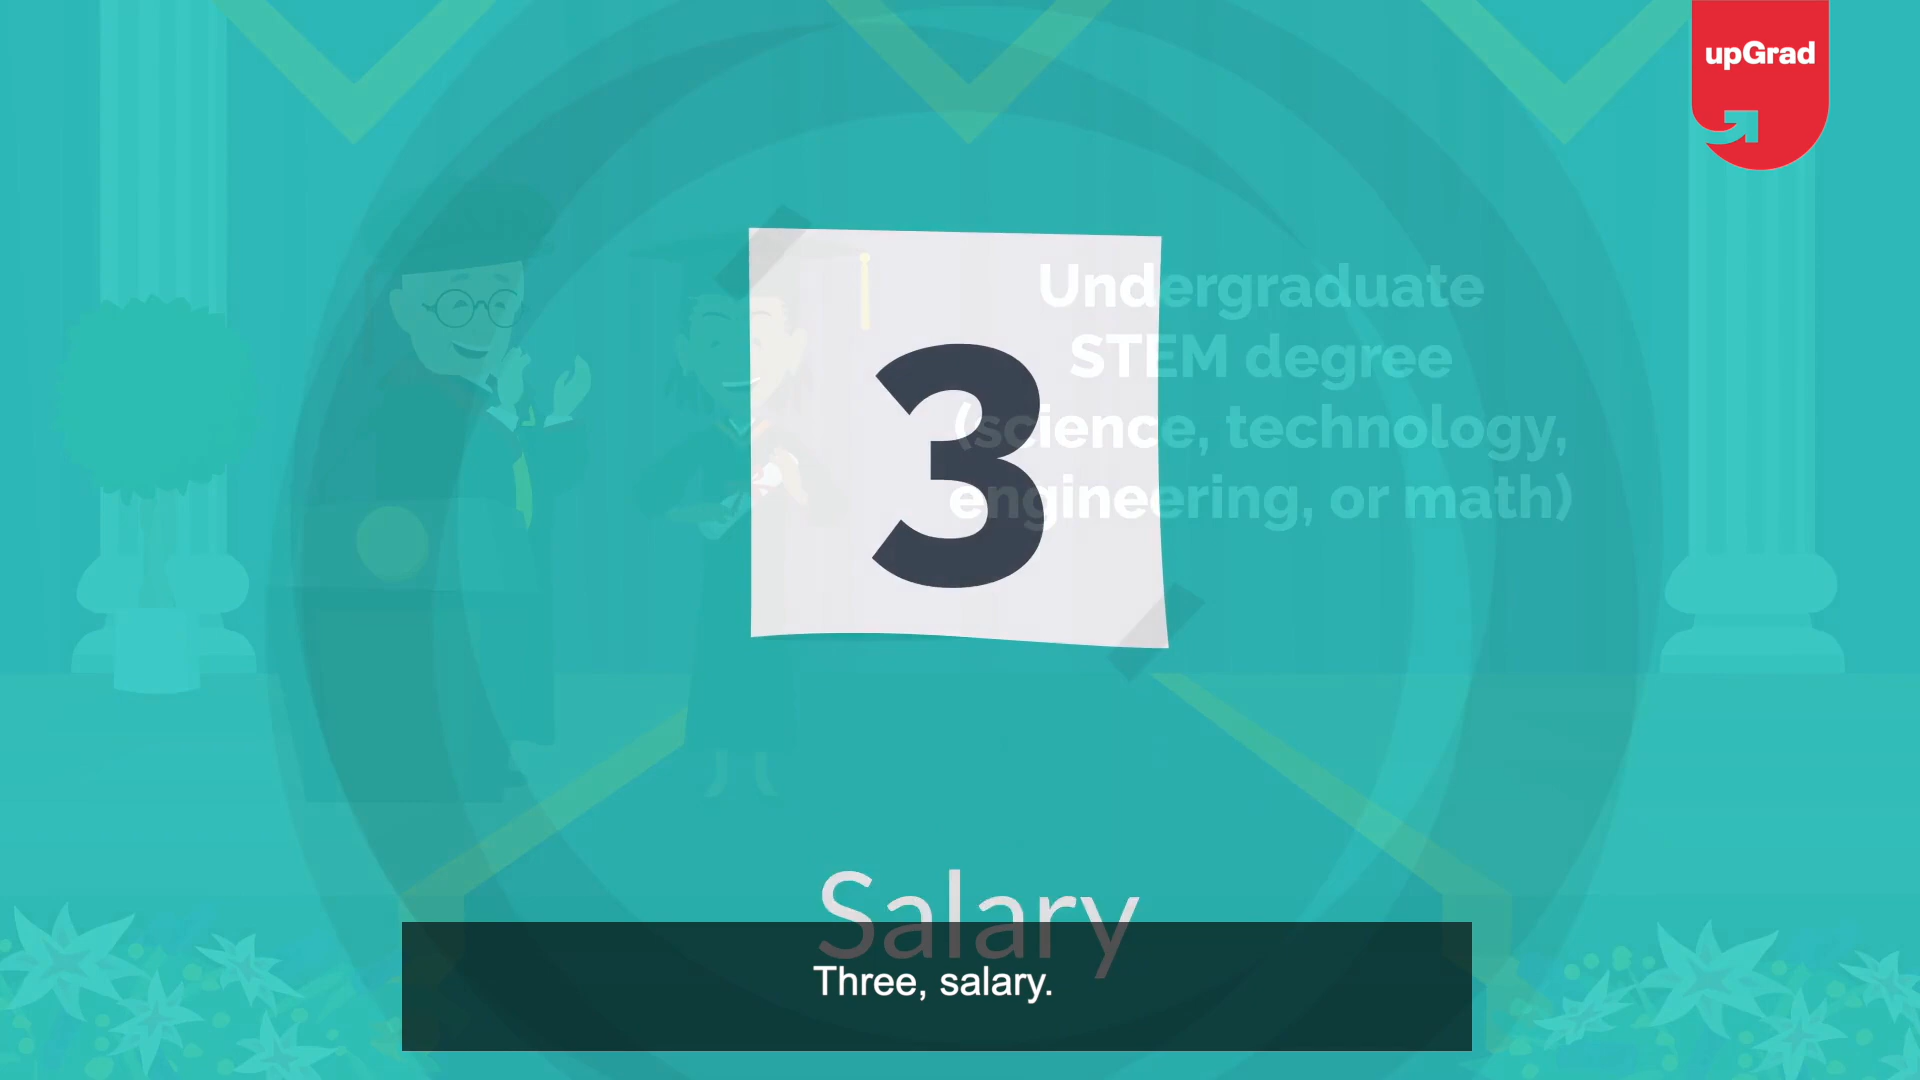 upGrad
Undergraduate
STEM degree
(science, technology,
engineering, or math)
3
Salary
Three, salary.